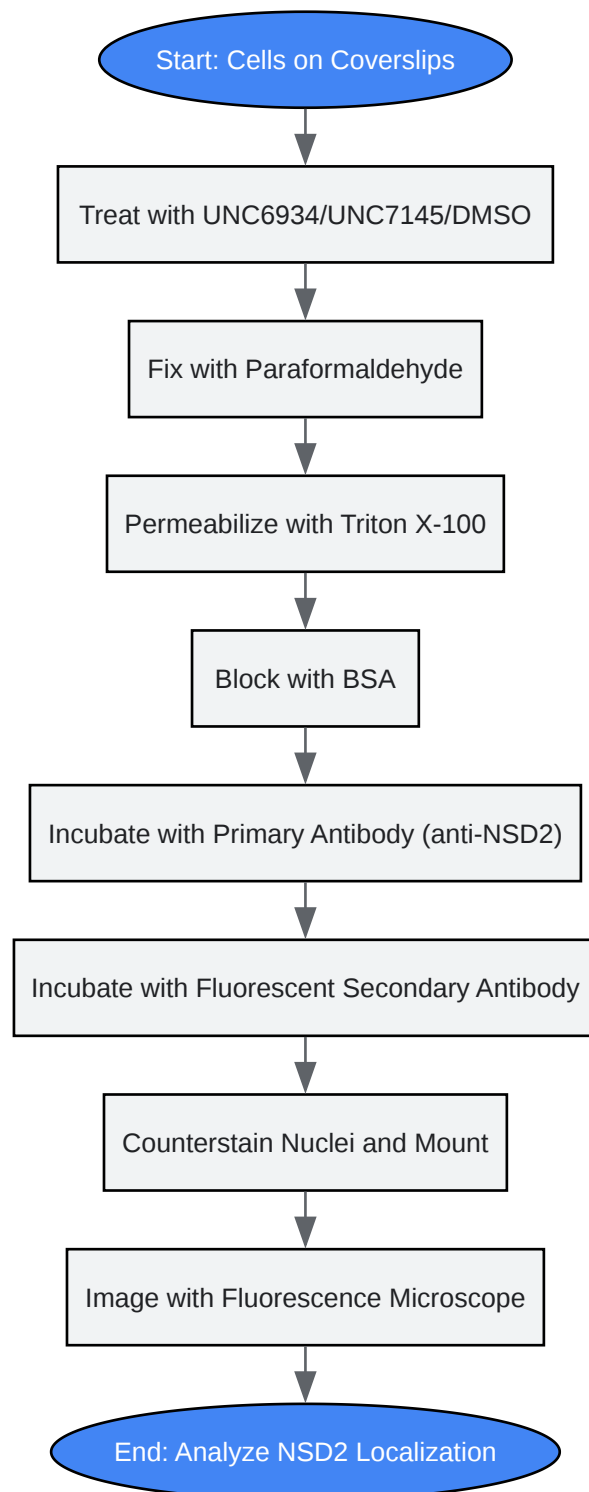 Start: Cells on Coverslips
Treat with UNC6934/UNC7145/DMSO
Fix with Paraformaldehyde
Permeabilize with Triton X-100
Block with BSA
Incubate with Primary Antibody (anti-NSD2)
Incubate with Fluorescent Secondary Antibody
Counterstain Nuclei and Mount
Image with Fluorescence Microscope
End: Analyze NSD2 Localization